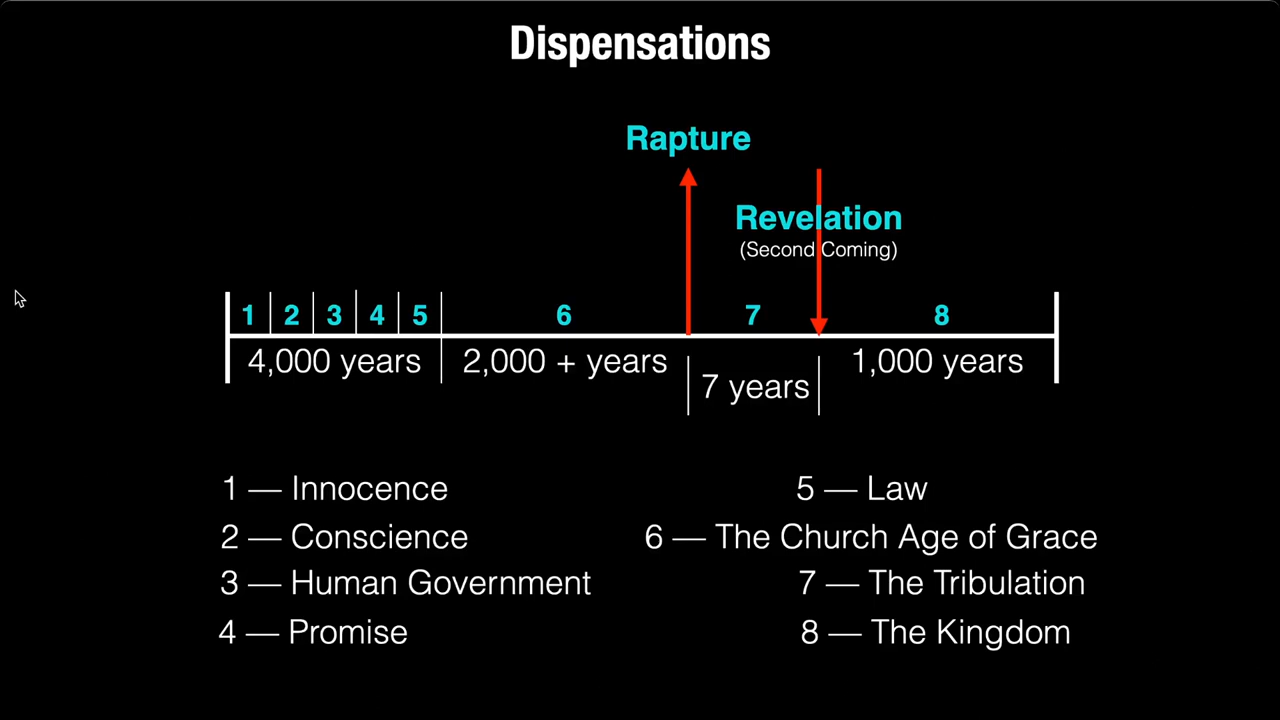 Dispensations
Rapture
Revelation
(Second Coming)
1 2 3 4 5 6 7 8
4,000 years 2,000 + years 1,000 years
7 years
1 — Innocence
2 — Conscience
3 — Human Government
4 — Promise
5 — Law
6 — The Church Age of Grace
7 — The Tribulation
8 — The Kingdom